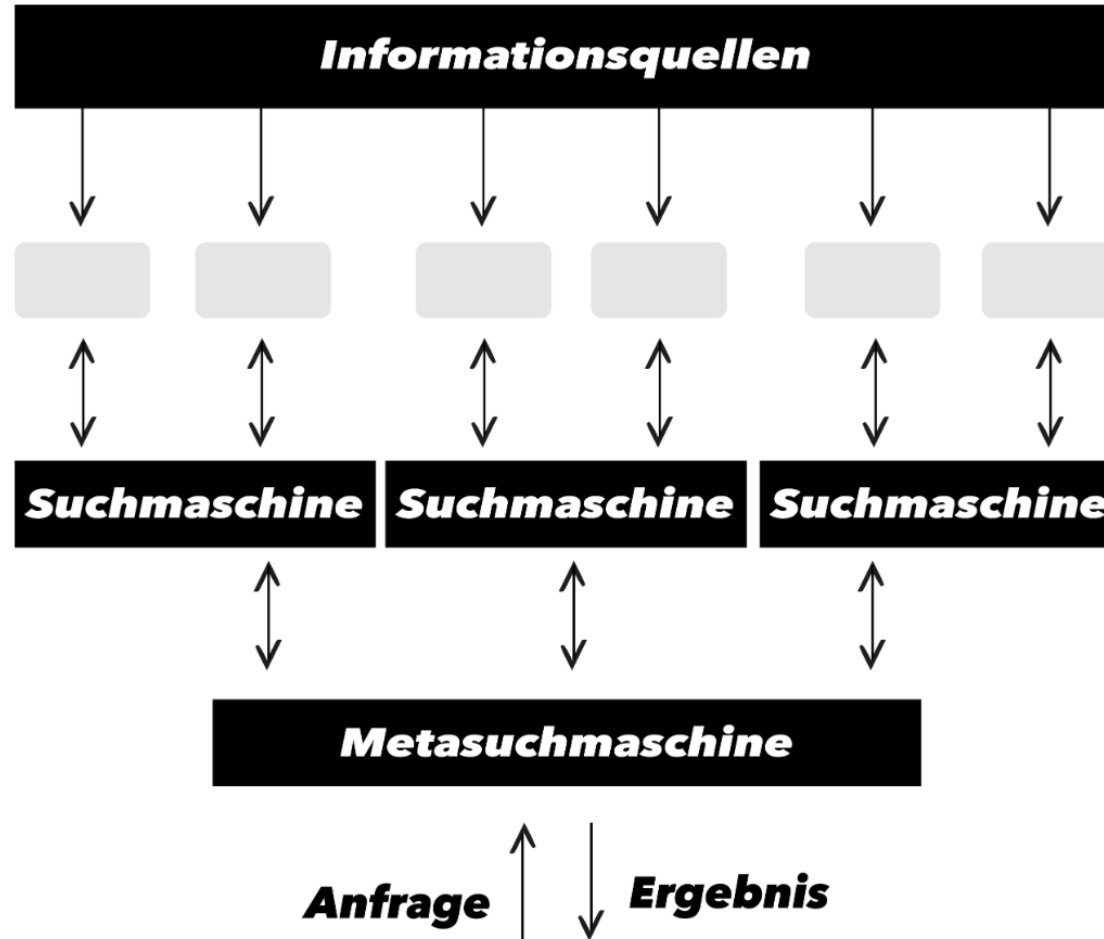 Informationsquellen
Suchmaschine Suchmaschine Suchmaschine
Metasuchmaschine
Anfrage Ergebnis